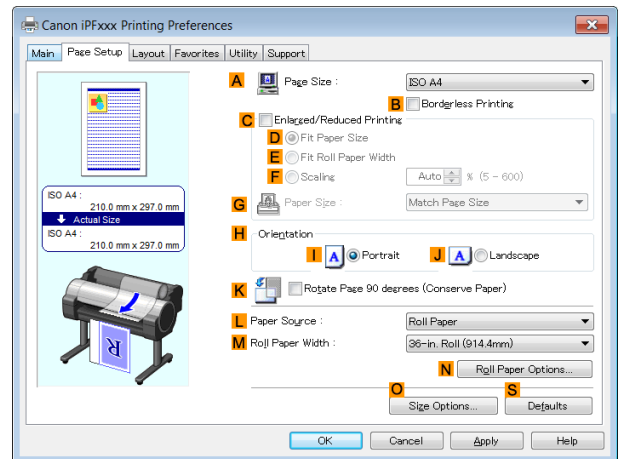 Canon iPFxxx Printing Preferences
Main Page Setup Layout Favorites Utility Support
A Page Size : ISO A4
B Borderless Printing
C Enlarged/Reduced Printing
D Fit Paper Size
E Fit Roll Paper Width
F Scaling Auto % (5 - 600)
G Paper Size : Match Page Size
ISO A4 :
210.0 mm x 297.0 mm
Actual Size
ISO A4 :
210.0 mm x 297.0 mm
H Orientation
I A Portrait J A Landscape
K Rotate Page 90 degrees (Conserve Paper)
L Paper Source : Roll Paper
M Roll Paper Width : 36-in. Roll (914.4mm)
R
N Roll Paper Options...
O Size Options... S Defaults
OK Cancel Apply Help